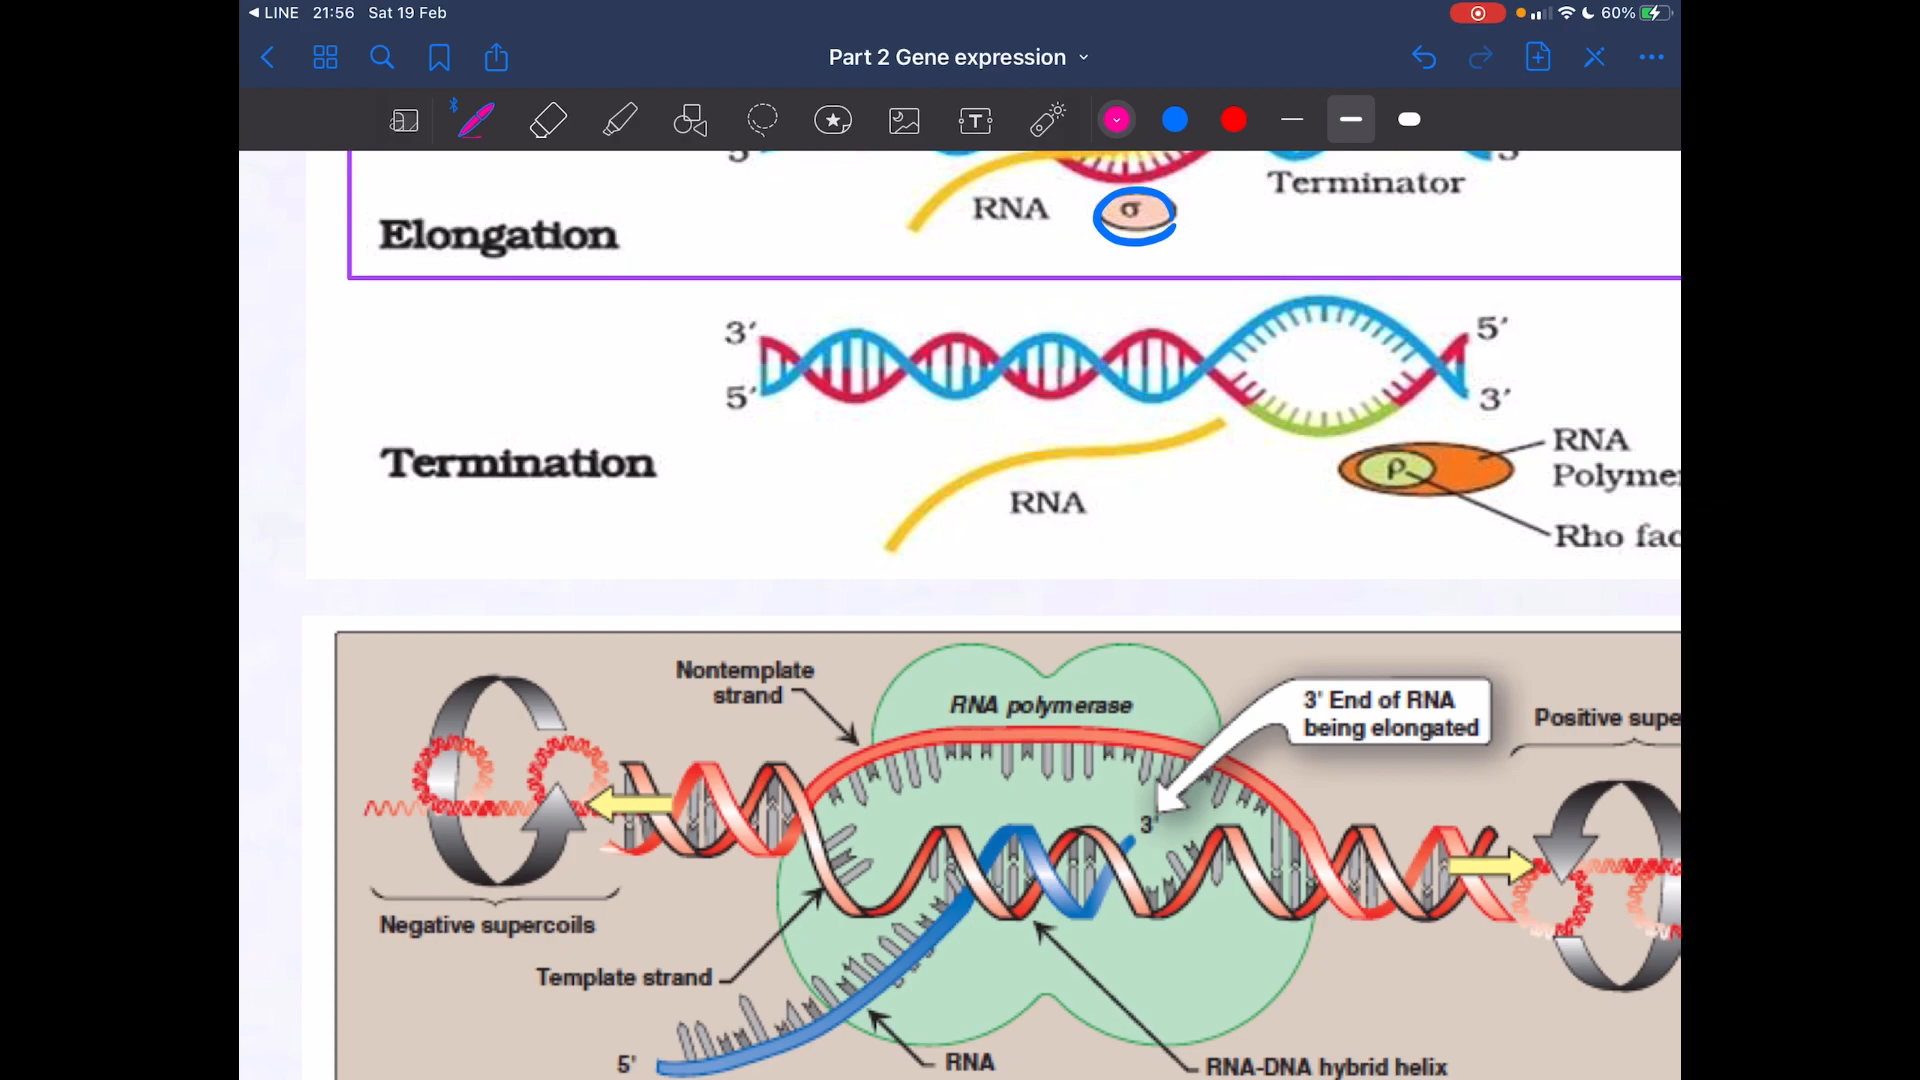 LINE 21:56 Sat 19 Feb 60%
Part 2 Gene expression
5' 3'
Terminator
RNA σ
Elongation
3' 5'
5' 3'
RNA
Termination
ρ
Polyme
RNA
Rho fac
Nontemplate
strand
RNA polymerase
3' End of RNA
being elongated
Positive supe
3'
Negative supercoils
Template strand
5' RNA
RNA-DNA hybrid helix